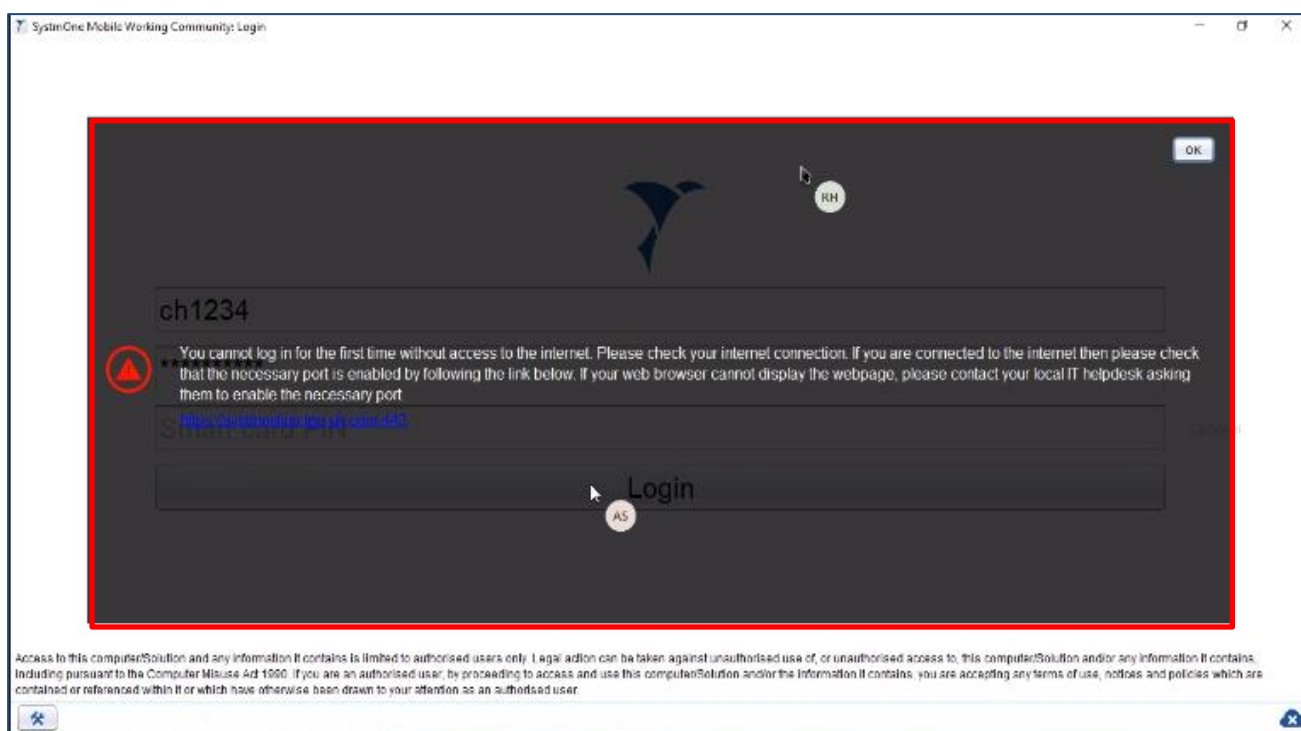 SystmOne Mobile Working Community: Login
OK
RH
ch1234
You cannot log in for the first time without access to the internet. Please check your internet connection. If you are connected to the internet then please check
**********
that the necessary port is enabled by following the link below. If your web browser cannot display the webpage, please contact your local IT helpdesk asking
them to enable the necessary port
Smart card PIN
Login
AS
Access to this computer/Solution and any information it contains is limited to authorised users only. Legal action can be taken against unauthorised use of, or unauthorised access to, this computer/Solution and/or any information it contains,
including pursuant to the Computer Misuse Act 1990. If you are an authorised user, by proceeding to access and use this computer/Solution and/or the information it contains, you are accepting any terms of use, notices and policies which are
contained or referenced within it or which have otherwise been drawn to your attention as an authorised user.